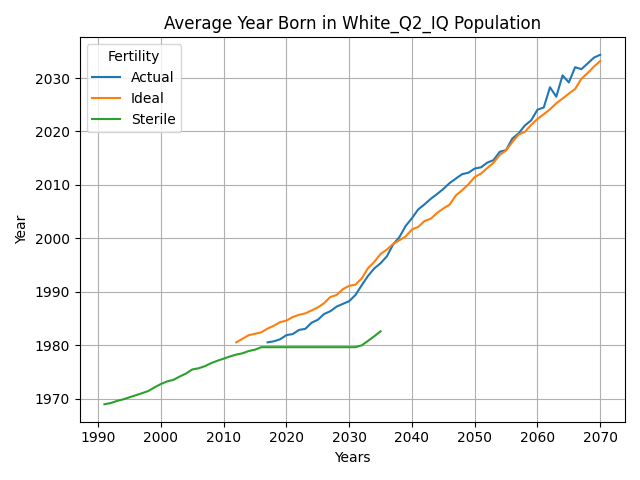 Average Year Born in White_Q2_IQ Population
Fertility
Actual
Ideal
Sterile
Year
2030
2020
2010
2000
1990
1980
1970
1990 2000 2010 2020 2030 2040 2050 2060 2070
Years